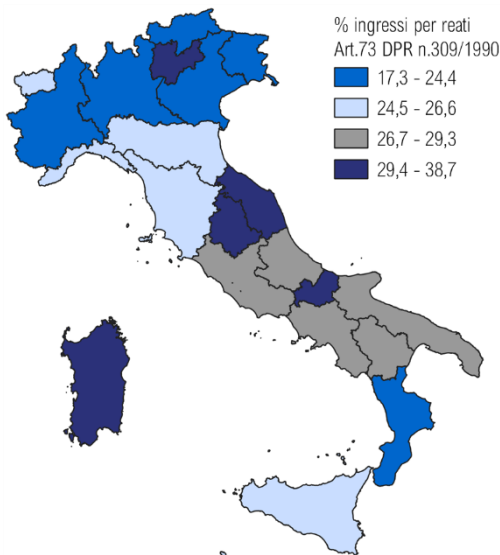 % ingressi per reati
Art.73 DPR n.309/1990
17,3 - 24,4
24,5 - 26,6
26,7 - 29,3
29,4 - 38,7